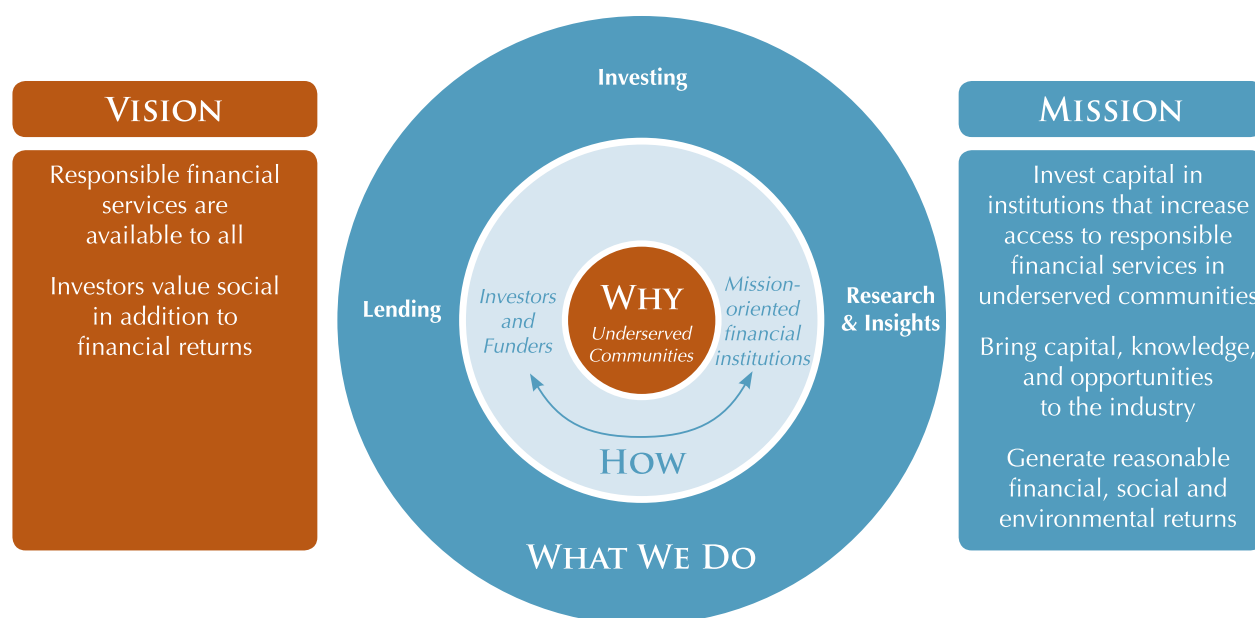 VISION
Responsible financial
services are
available to all
Investors value social
in addition to
financial returns
Investing
Lending
Research
& Insights
Investors
and
Funders
WHY
Underserved
Communities
Mission-
oriented
financial
institutions
HOW
WHAT WE DO
MISSION
Invest capital in
institutions that increase
access to responsible
financial services in
underserved communities
Bring capital, knowledge,
and opportunities
to the industry
Generate reasonable
financial, social and
environmental returns